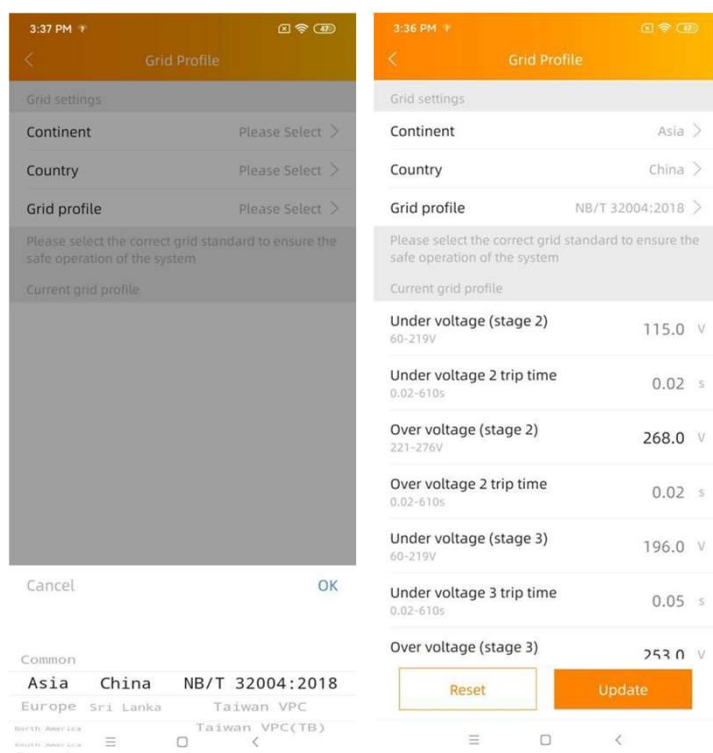 3:37 PM
47
Grid Profile
Grid settings
Continent Please Select
Country Please Select
Grid profile Please Select
Please select the correct grid standard to ensure the
safe operation of the system
Current grid profile
Cancel OK
Common
Asia China NB/T 32004:2018
Europe Sri Lanka Taiwan VPC
North America Taiwan VPC(TB)
South America
3:36 PM
47
Grid Profile
Grid settings
Continent Asia
Country China
Grid profile NB/T 32004:2018
Please select the correct grid standard to ensure the
safe operation of the system
Current grid profile
Under voltage (stage 2) 115.0 V
60-219V
Under voltage 2 trip time 0.02 s
0.02-610s
Over voltage (stage 2) 268.0 V
221-276V
Over voltage 2 trip time 0.02 s
0.02-610s
Under voltage (stage 3) 196.0 V
60-219V
Under voltage 3 trip time 0.05 s
0.02-610s
Over voltage (stage 3) 253.0 V
Reset Update